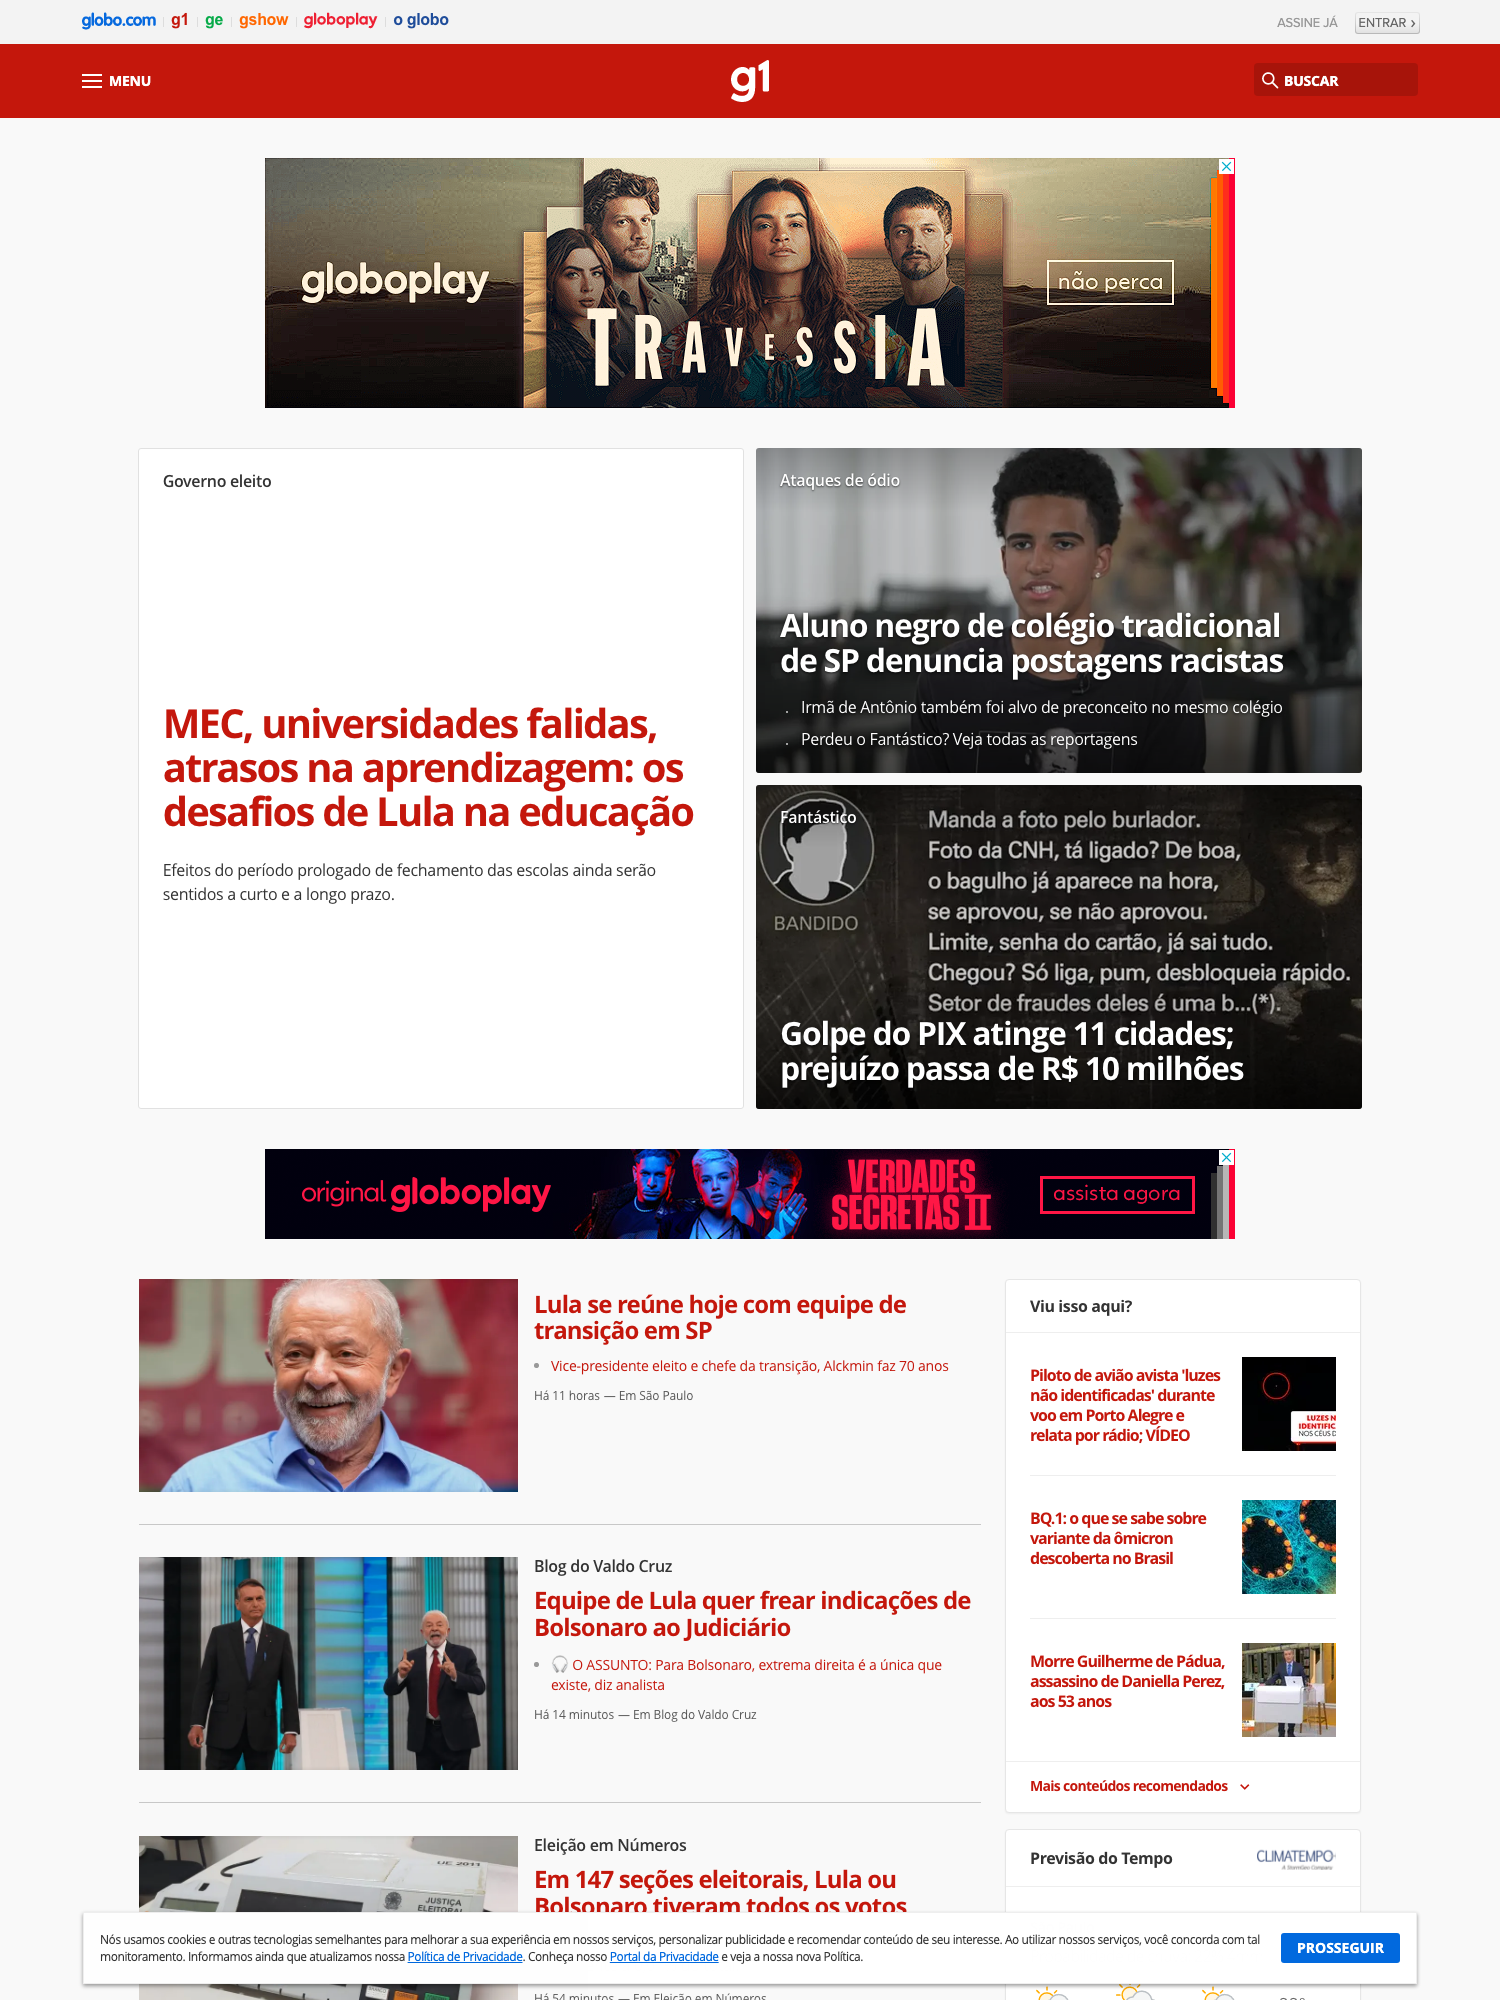 globo.com g1 ge gshow globoplay o globo
ASSINE JÁ ENTRAR ›
MENU
g1
BUSCAR
globoplay
TRAVESSIA
não perca
Governo eleito
MEC, universidades falidas,
atrasos na aprendizagem: os
desafios de Lula na educação
Efeitos do período prologado de fechamento das escolas ainda serão
sentidos a curto e a longo prazo.
Ataques de ódio
Aluno negro de colégio tradicional
de SP denuncia postagens racistas
Irmã de Antônio também foi alvo de preconceito no mesmo colégio
Perdeu o Fantástico? Veja todas as reportagens
Fantástico
BANDIDO
Manda a foto pelo burlador.
Foto da CNH, tá ligado? De boa,
o bagulho já aparece na hora,
se aprovou, se não aprovou.
Limite, senha do cartão, já sai tudo.
Chegou? Só liga, pum, desbloqueia rápido.
Setor de fraudes deles é uma b...(*).
Golpe do PIX atinge 11 cidades;
prejuízo passa de R$ 10 milhões
original globoplay
VERDADES
SECRETAS II
assista agora
Lula se reúne hoje com equipe de
transição em SP
Vice-presidente eleito e chefe da transição, Alckmin faz 70 anos
Há 11 horas — Em São Paulo
Blog do Valdo Cruz
Equipe de Lula quer frear indicações de
Bolsonaro ao Judiciário
🎧 O ASSUNTO: Para Bolsonaro, extrema direita é a única que
existe, diz analista
Há 14 minutos — Em Blog do Valdo Cruz
UE 2011
JUSTIÇA
ELEITORAL
Eleição em Números
Em 147 seções eleitorais, Lula ou
Bolsonaro tiveram todos os votos
Há 54 minutos — Em Eleição em Números
Viu isso aqui?
Piloto de avião avista 'luzes
não identificadas' durante
voo em Porto Alegre e
relata por rádio; VÍDEO
LUZES N
IDENTIFIC
NOS CÉUS D
BQ.1: o que se sabe sobre
variante da ômicron
descoberta no Brasil
Morre Guilherme de Pádua,
assassino de Daniella Perez,
aos 53 anos
Mais conteúdos recomendados
Previsão do Tempo
CLIMATEMPO
A StormGeo Company
Nós usamos cookies e outras tecnologias semelhantes para melhorar a sua experiência em nossos serviços, personalizar publicidade e recomendar conteúdo de seu interesse. Ao utilizar nossos serviços, você concorda com tal
monitoramento. Informamos ainda que atualizamos nossa Política de Privacidade. Conheça nosso Portal da Privacidade e veja a nossa nova Política.
PROSSEGUIR